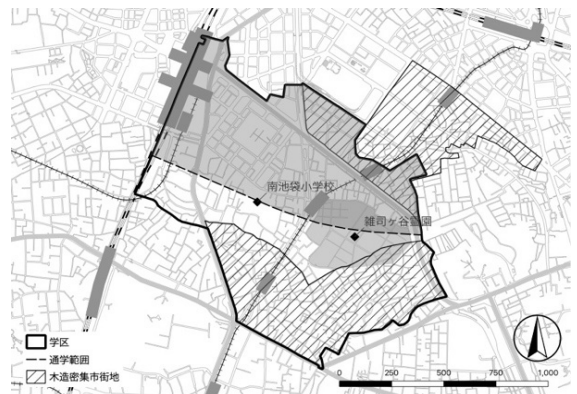 南池袋小学校
雑司ヶ谷霊園
学区
通学範囲
木造密集市街地
0 250 500 750 1,000